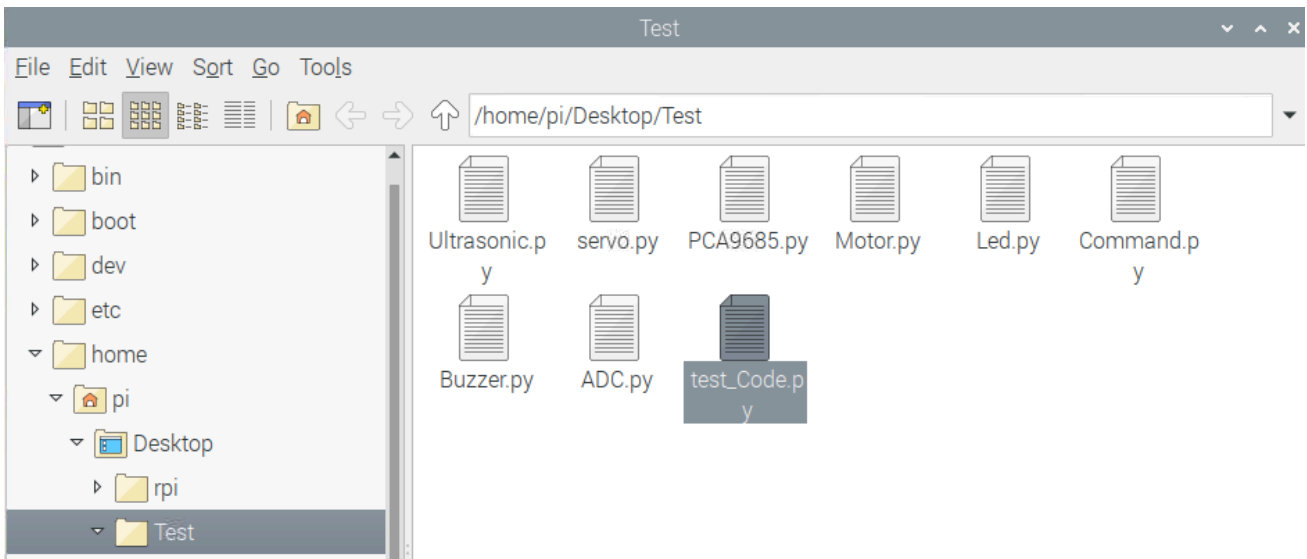 Test
File Edit View Sort Go Tools
/home/pi/Desktop/Test
bin
boot
dev
etc
home
pi
Desktop
rpi
Test
Ultrasonic.p
y
servo.py
PCA9685.py
Motor.py
Led.py
Command.p
y
Buzzer.py
ADC.py
test_Code.p
y